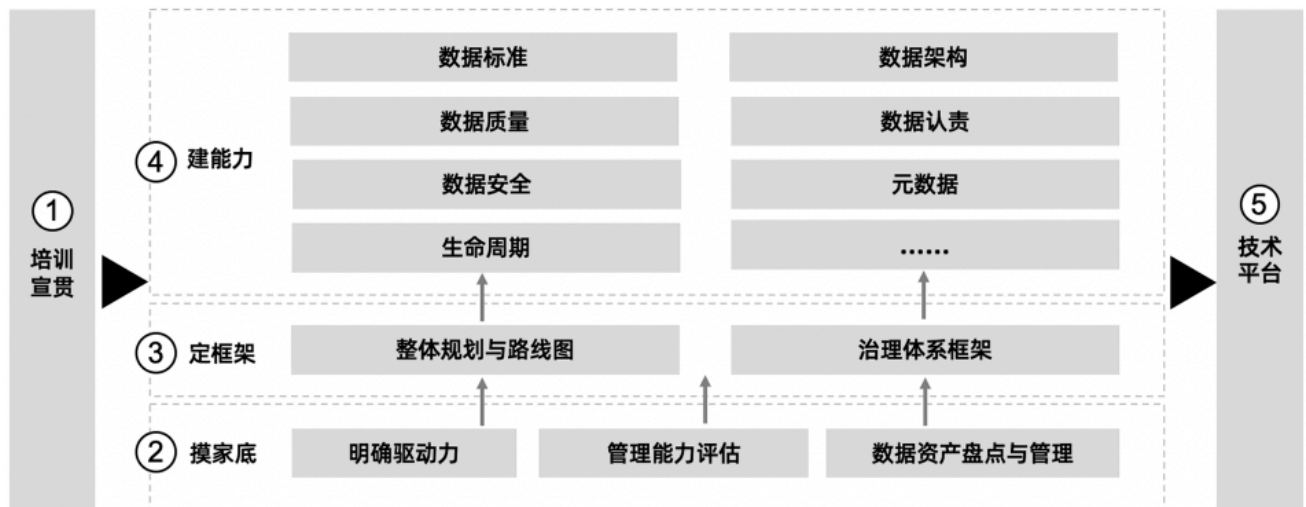 ①
培训
宣贯
④ 建能力
数据标准
数据架构
数据质量
数据认责
数据安全
元数据
生命周期
……
③ 定框架
整体规划与路线图
治理体系框架
② 摸家底
明确驱动力
管理能力评估
数据资产盘点与管理
⑤
技术
平台